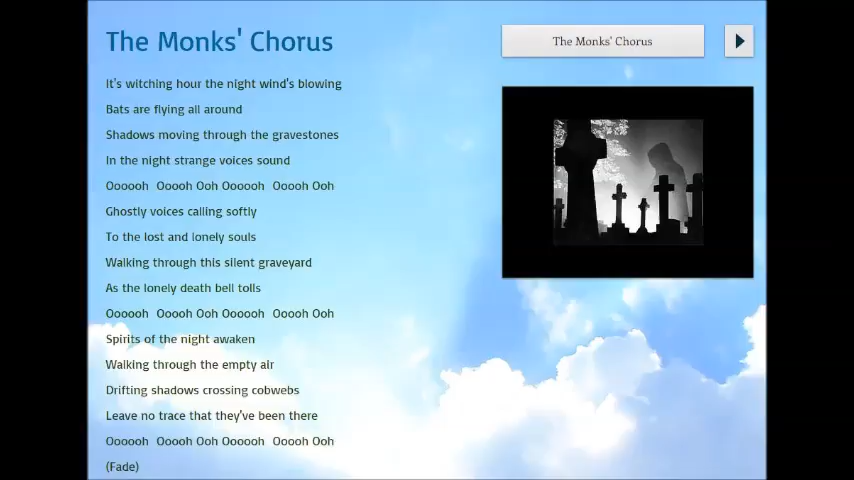 The Monks' Chorus
The Monks' Chorus
It's witching hour the night wind's blowing
Bats are flying all around
Shadows moving through the gravestones
In the night strange voices sound
Oooooh  Ooooh Ooh Oooooh  Ooooh Ooh
Ghostly voices calling softly
To the lost and lonely souls
Walking through this silent graveyard
As the lonely death bell tolls
Oooooh  Ooooh Ooh Oooooh  Ooooh Ooh
Spirits of the night awaken
Walking through the empty air
Drifting shadows crossing cobwebs
Leave no trace that they've been there
Oooooh  Ooooh Ooh Oooooh  Ooooh Ooh
(Fade)